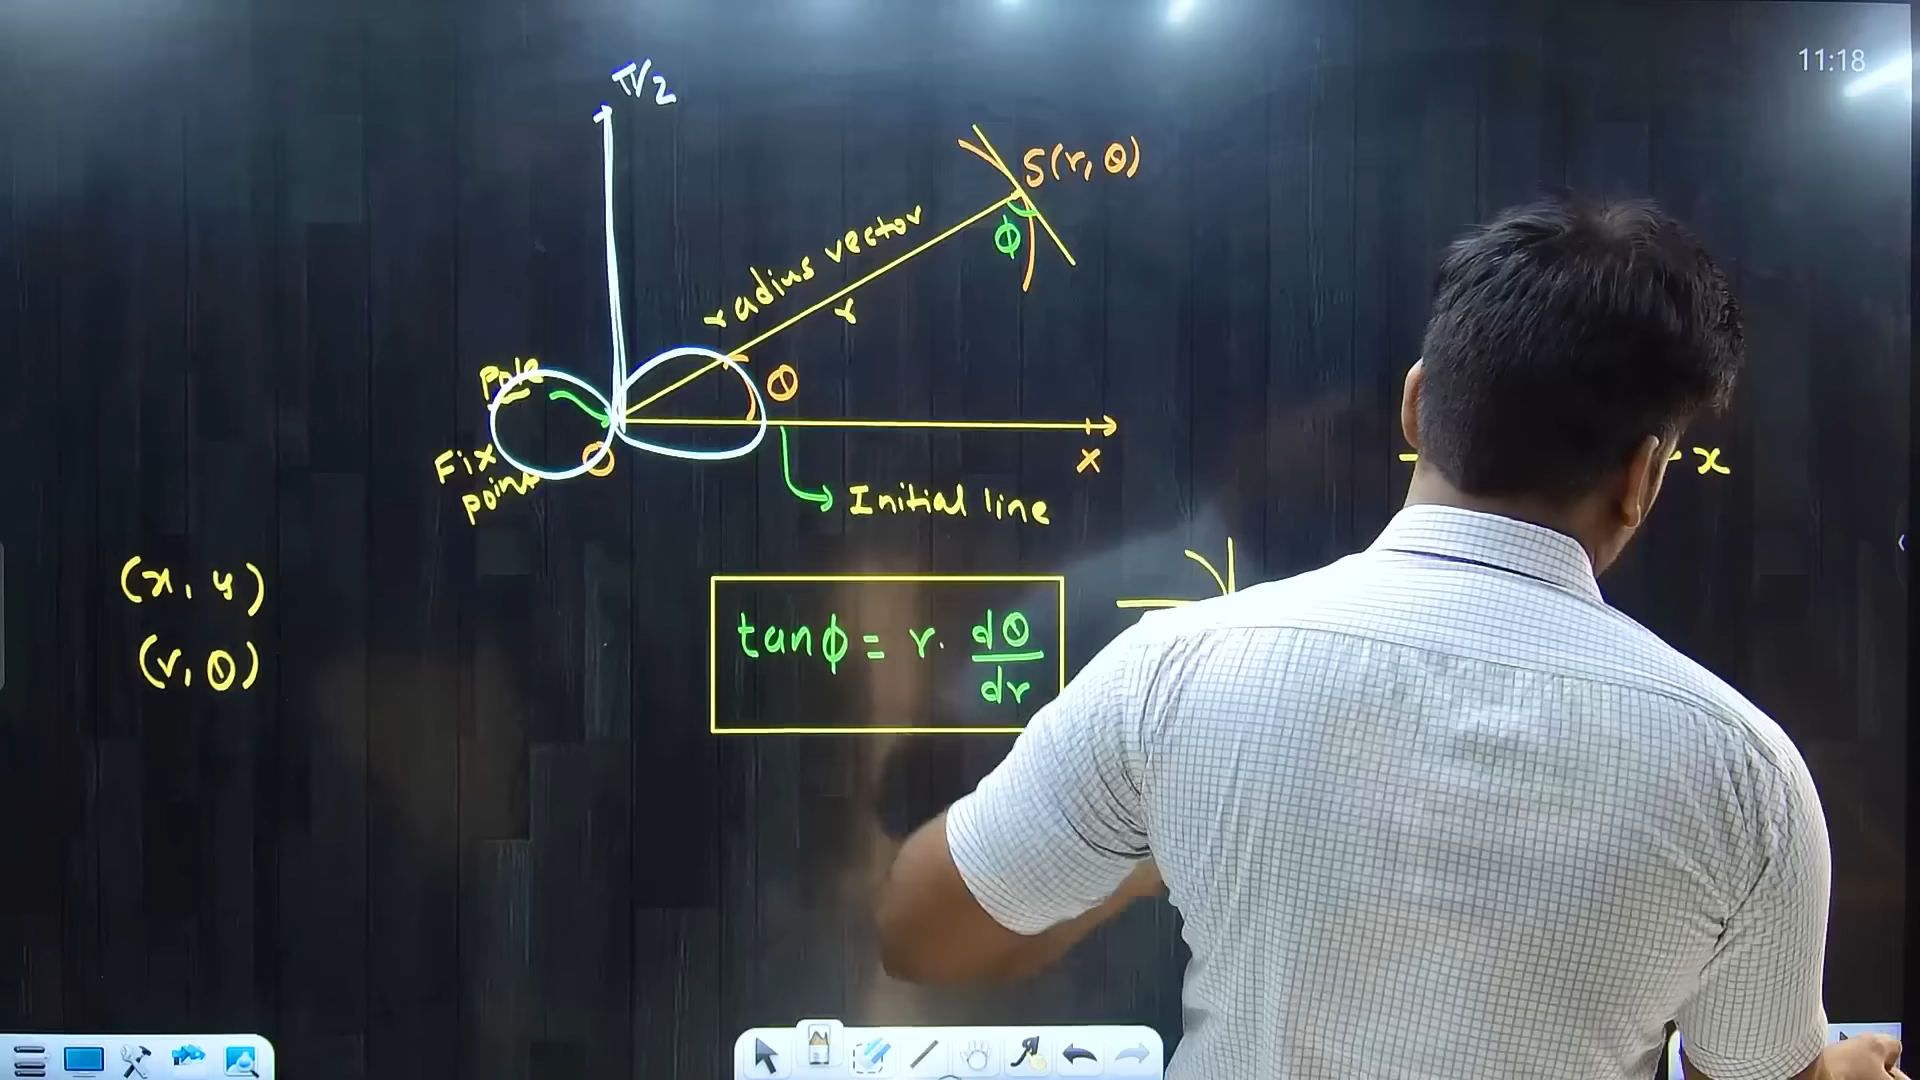 11:18
π/2
S(r, θ)
ϕ
radius vector
r
Pole
θ
O
x
Fix
point
Initial line
x
(x, y)
(r, θ)
tanϕ = r. dθ/dr